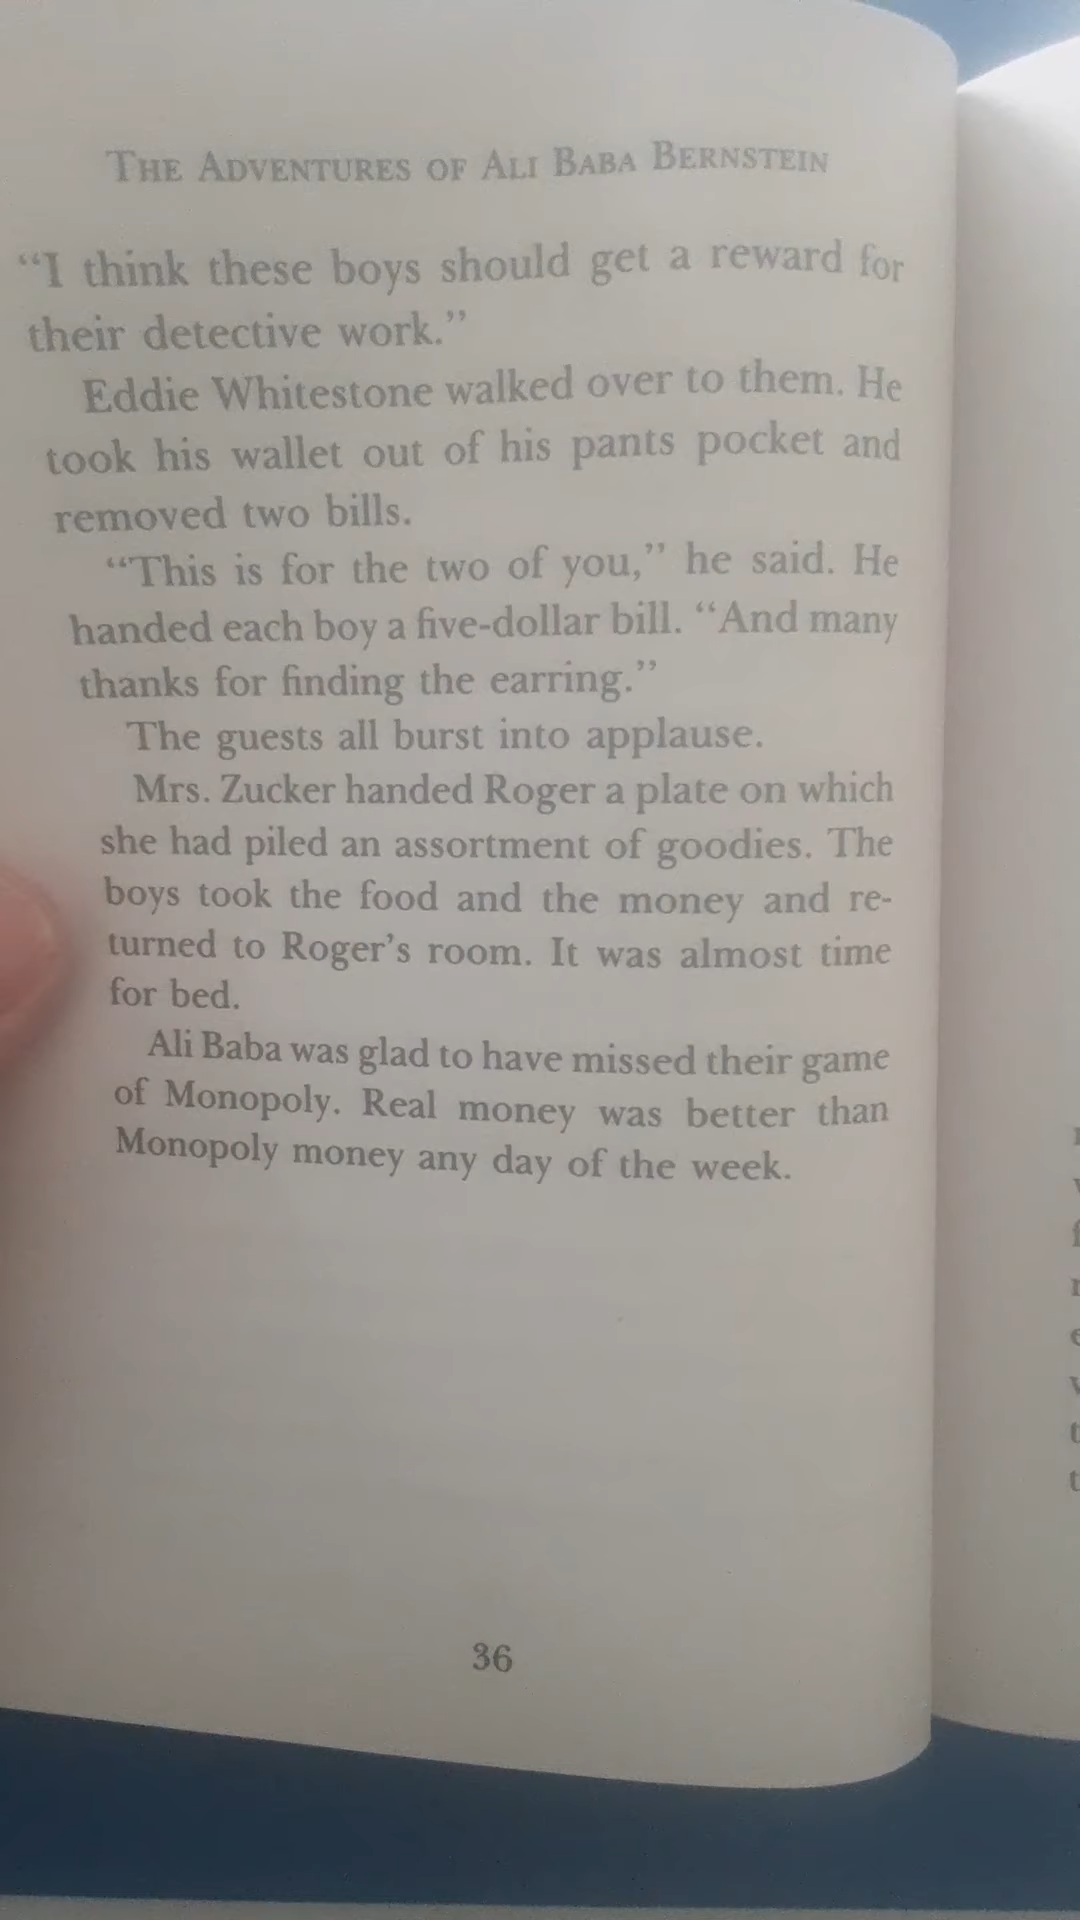 THE ADVENTURES OF ALI BABA BERNSTEIN
“I think these boys should get a reward for
their detective work.”
Eddie Whitestone walked over to them. He
took his wallet out of his pants pocket and
removed two bills.
“This is for the two of you,” he said. He
handed each boy a five-dollar bill. “And many
thanks for finding the earring.”
The guests all burst into applause.
Mrs. Zucker handed Roger a plate on which
she had piled an assortment of goodies. The
boys took the food and the money and re-
turned to Roger’s room. It was almost time
for bed.
Ali Baba was glad to have missed their game
of Monopoly. Real money was better than
Monopoly money any day of the week.
36